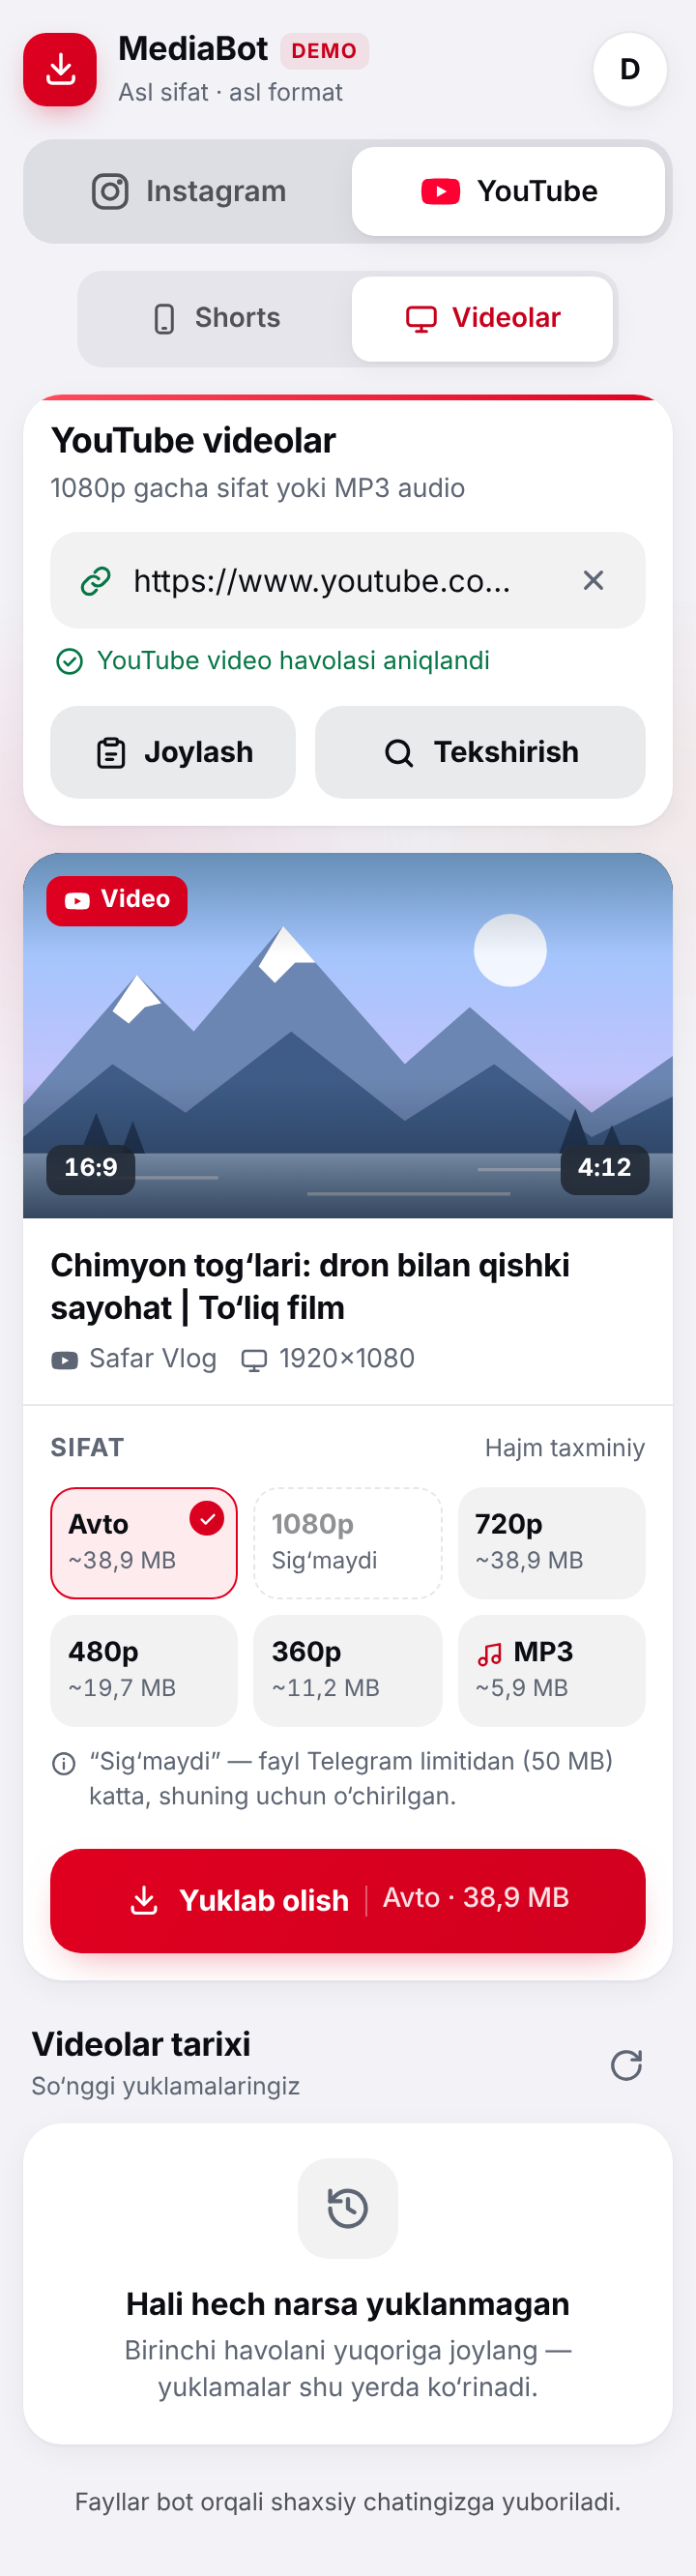 MediaBot DEMO
Asl sifat · asl format
D
Instagram
YouTube
Shorts
Videolar
YouTube videolar
1080p gacha sifat yoki MP3 audio
https://www.youtube.co...
YouTube video havolasi aniqlandi
Joylash
Tekshirish
Video
16:9
4:12
Chimyon tog‘lari: dron bilan qishki
sayohat | To‘liq film
Safar Vlog 1920×1080
SIFAT
Hajm taxminiy
Avto
~38,9 MB
1080p
Sig‘maydi
720p
~38,9 MB
480p
~19,7 MB
360p
~11,2 MB
MP3
~5,9 MB
“Sig‘maydi” — fayl Telegram limitidan (50 MB)
katta, shuning uchun o‘chirilgan.
Yuklab olish | Avto · 38,9 MB
Videolar tarixi
So‘nggi yuklamalaringiz
Hali hech narsa yuklanmagan
Birinchi havolani yuqoriga joylang —
yuklamalar shu yerda ko‘rinadi.
Fayllar bot orqali shaxsiy chatingizga yuboriladi.